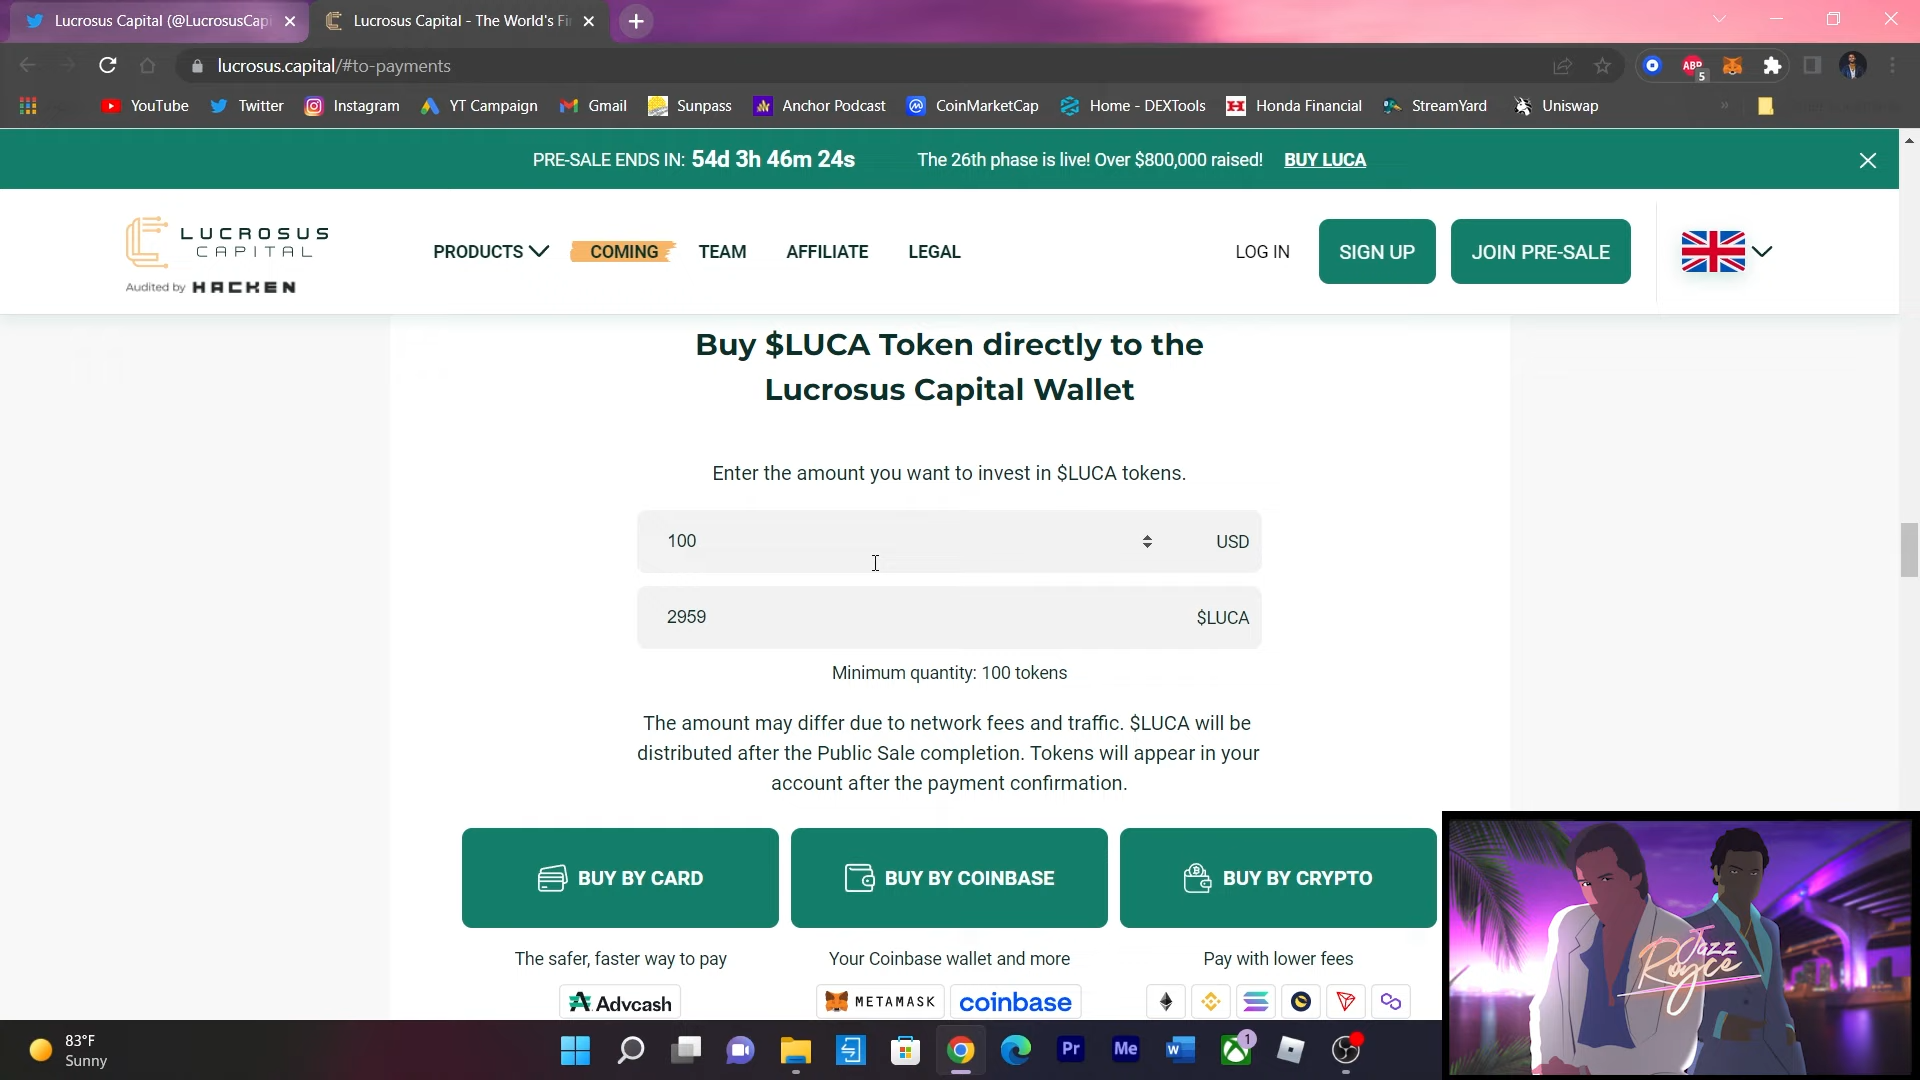 Lucrosus Capital (@LucrosusCapi
Lucrosus Capital - The World's Fi
lucrosus.capital/#to-payments
ABP
5
YouTube
Twitter
Instagram
YT Campaign
Gmail
Sunpass
Anchor Podcast
CoinMarketCap
Home - DEXTools
Honda Financial
StreamYard
Uniswap
PRE-SALE ENDS IN: 54d 3h 46m 24s
The 26th phase is live! Over $800,000 raised!
BUY LUCA
LUCROSUS
CAPITAL
Audited by HACKEN
PRODUCTS
COMING
TEAM
AFFILIATE
LEGAL
LOG IN
SIGN UP
JOIN PRE-SALE
Buy $LUCA Token directly to the
Lucrosus Capital Wallet
Enter the amount you want to invest in $LUCA tokens.
100
USD
2959
$LUCA
Minimum quantity: 100 tokens
The amount may differ due to network fees and traffic. $LUCA will be
distributed after the Public Sale completion. Tokens will appear in your
account after the payment confirmation.
BUY BY CARD
BUY BY COINBASE
BUY BY CRYPTO
The safer, faster way to pay
Your Coinbase wallet and more
Pay with lower fees
Advcash
METAMASK
coinbase
Jazz
Royce
83°F
Sunny
Pr
Me
W
1